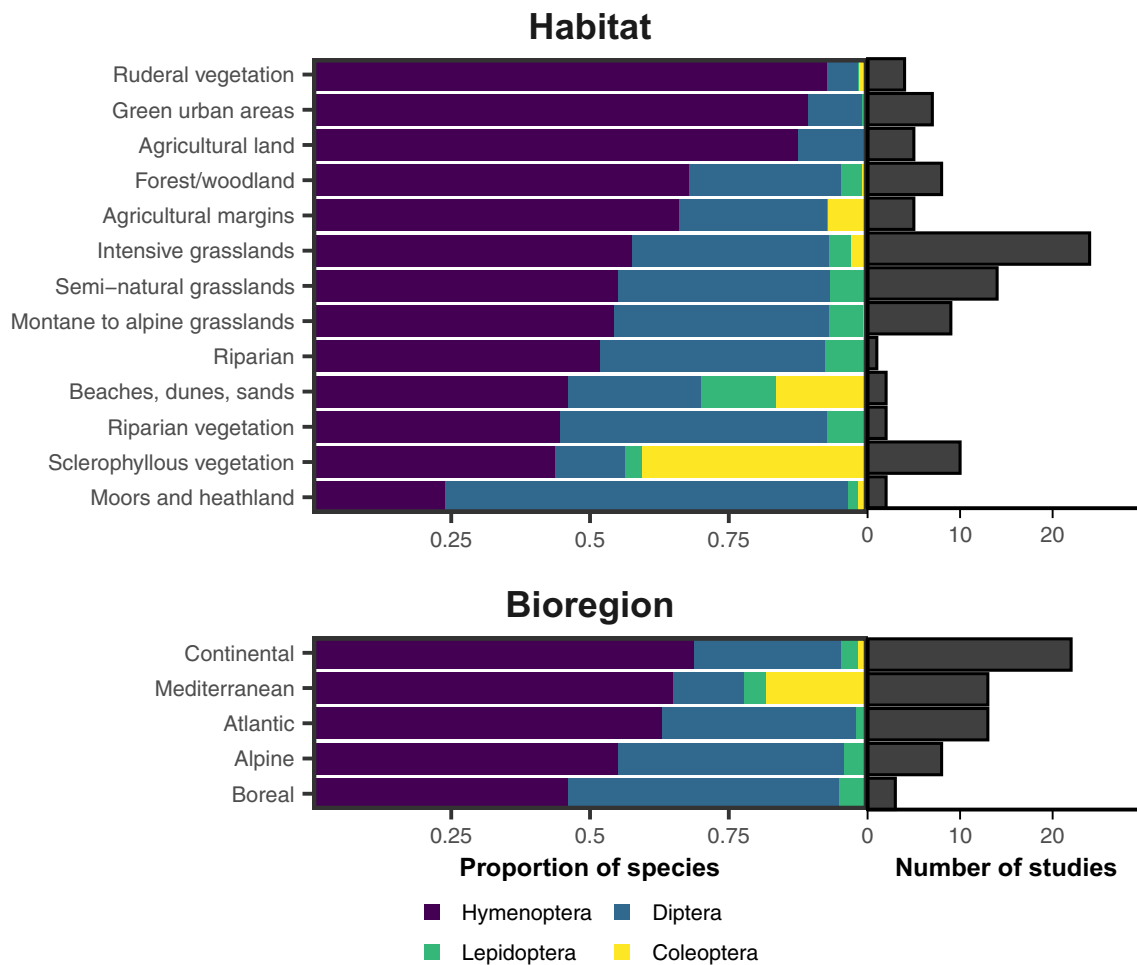 Habitat
Ruderal vegetation
Green urban areas
Agricultural land
Forest/woodland
Agricultural margins
Intensive grasslands
Semi−natural grasslands
Montane to alpine grasslands
Riparian
Beaches, dunes, sands
Riparian vegetation
Sclerophyllous vegetation
Moors and heathland
0.25 0.5 0.75 0 10 20
Bioregion
Continental
Mediterranean
Atlantic
Alpine
Boreal
0.25 0.5 0.75 0 10 20
Proportion of species Number of studies
Hymenoptera Diptera
Lepidoptera Coleoptera